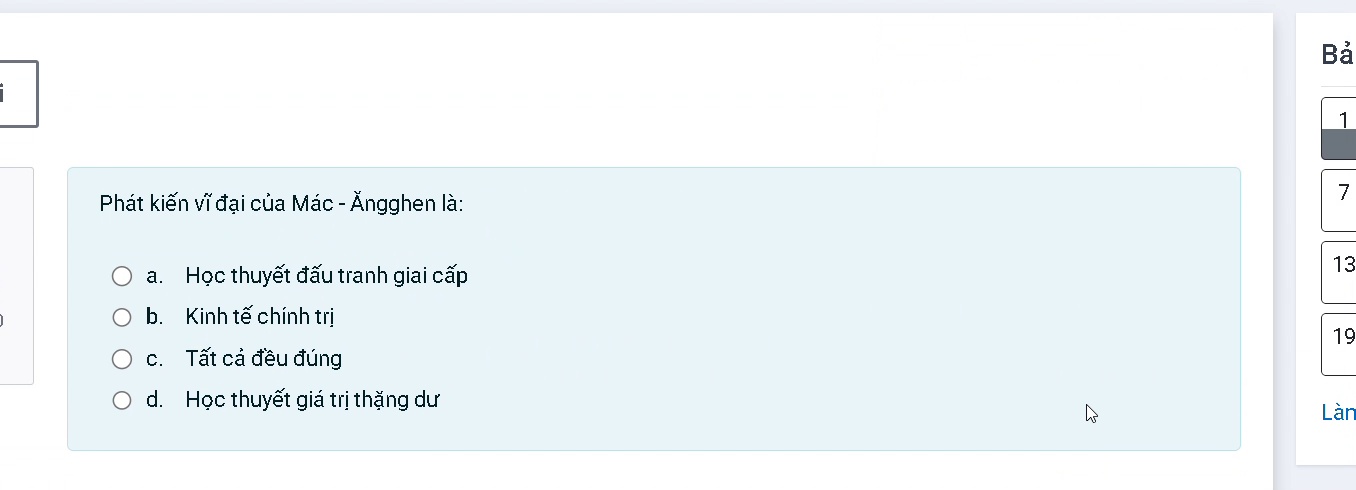 Bả
i
1
Phát kiến vĩ đại của Mác - Ăngghen là:
7
a. Học thuyết đấu tranh giai cấp
13
b. Kinh tế chính trị
19
c. Tất cả đều đúng
d. Học thuyết giá trị thặng dư
Làm